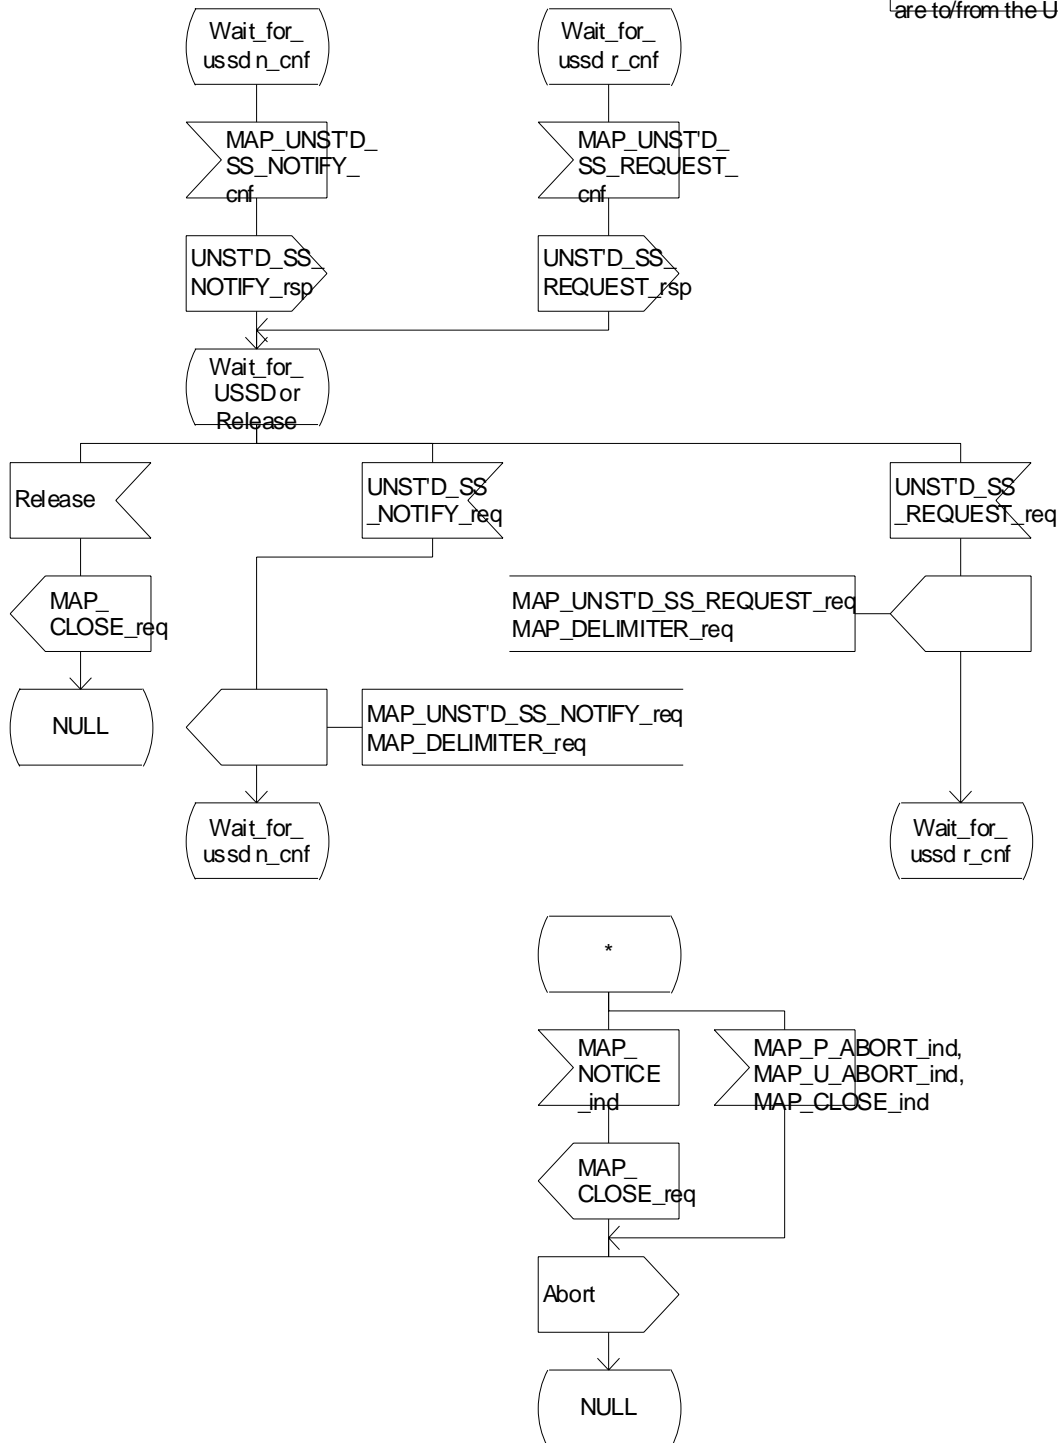 are to/from the U
Wait_for_
ussd n_cnf
Wait_for_
ussd r_cnf
MAP_UNST'D_
SS_NOTIFY_
cnf
MAP_UNST'D_
SS_REQUEST_
cnf
UNST'D_SS_
NOTIFY_rsp
UNST'D_SS_
REQUEST_rsp
Wait_for_
USSD or
Release
Release
UNST'D_SS
_NOTIFY_req
UNST'D_SS
_REQUEST_req
MAP_
CLOSE_req
MAP_UNST'D_SS_REQUEST_req
MAP_DELIMITER_req
NULL
MAP_UNST'D_SS_NOTIFY_req
MAP_DELIMITER_req
Wait_for_
ussd n_cnf
Wait_for_
ussd r_cnf
*
MAP_
NOTICE
_ind
MAP_P_ABORT_ind,
MAP_U_ABORT_ind,
MAP_CLOSE_ind
MAP_
CLOSE_req
Abort
NULL